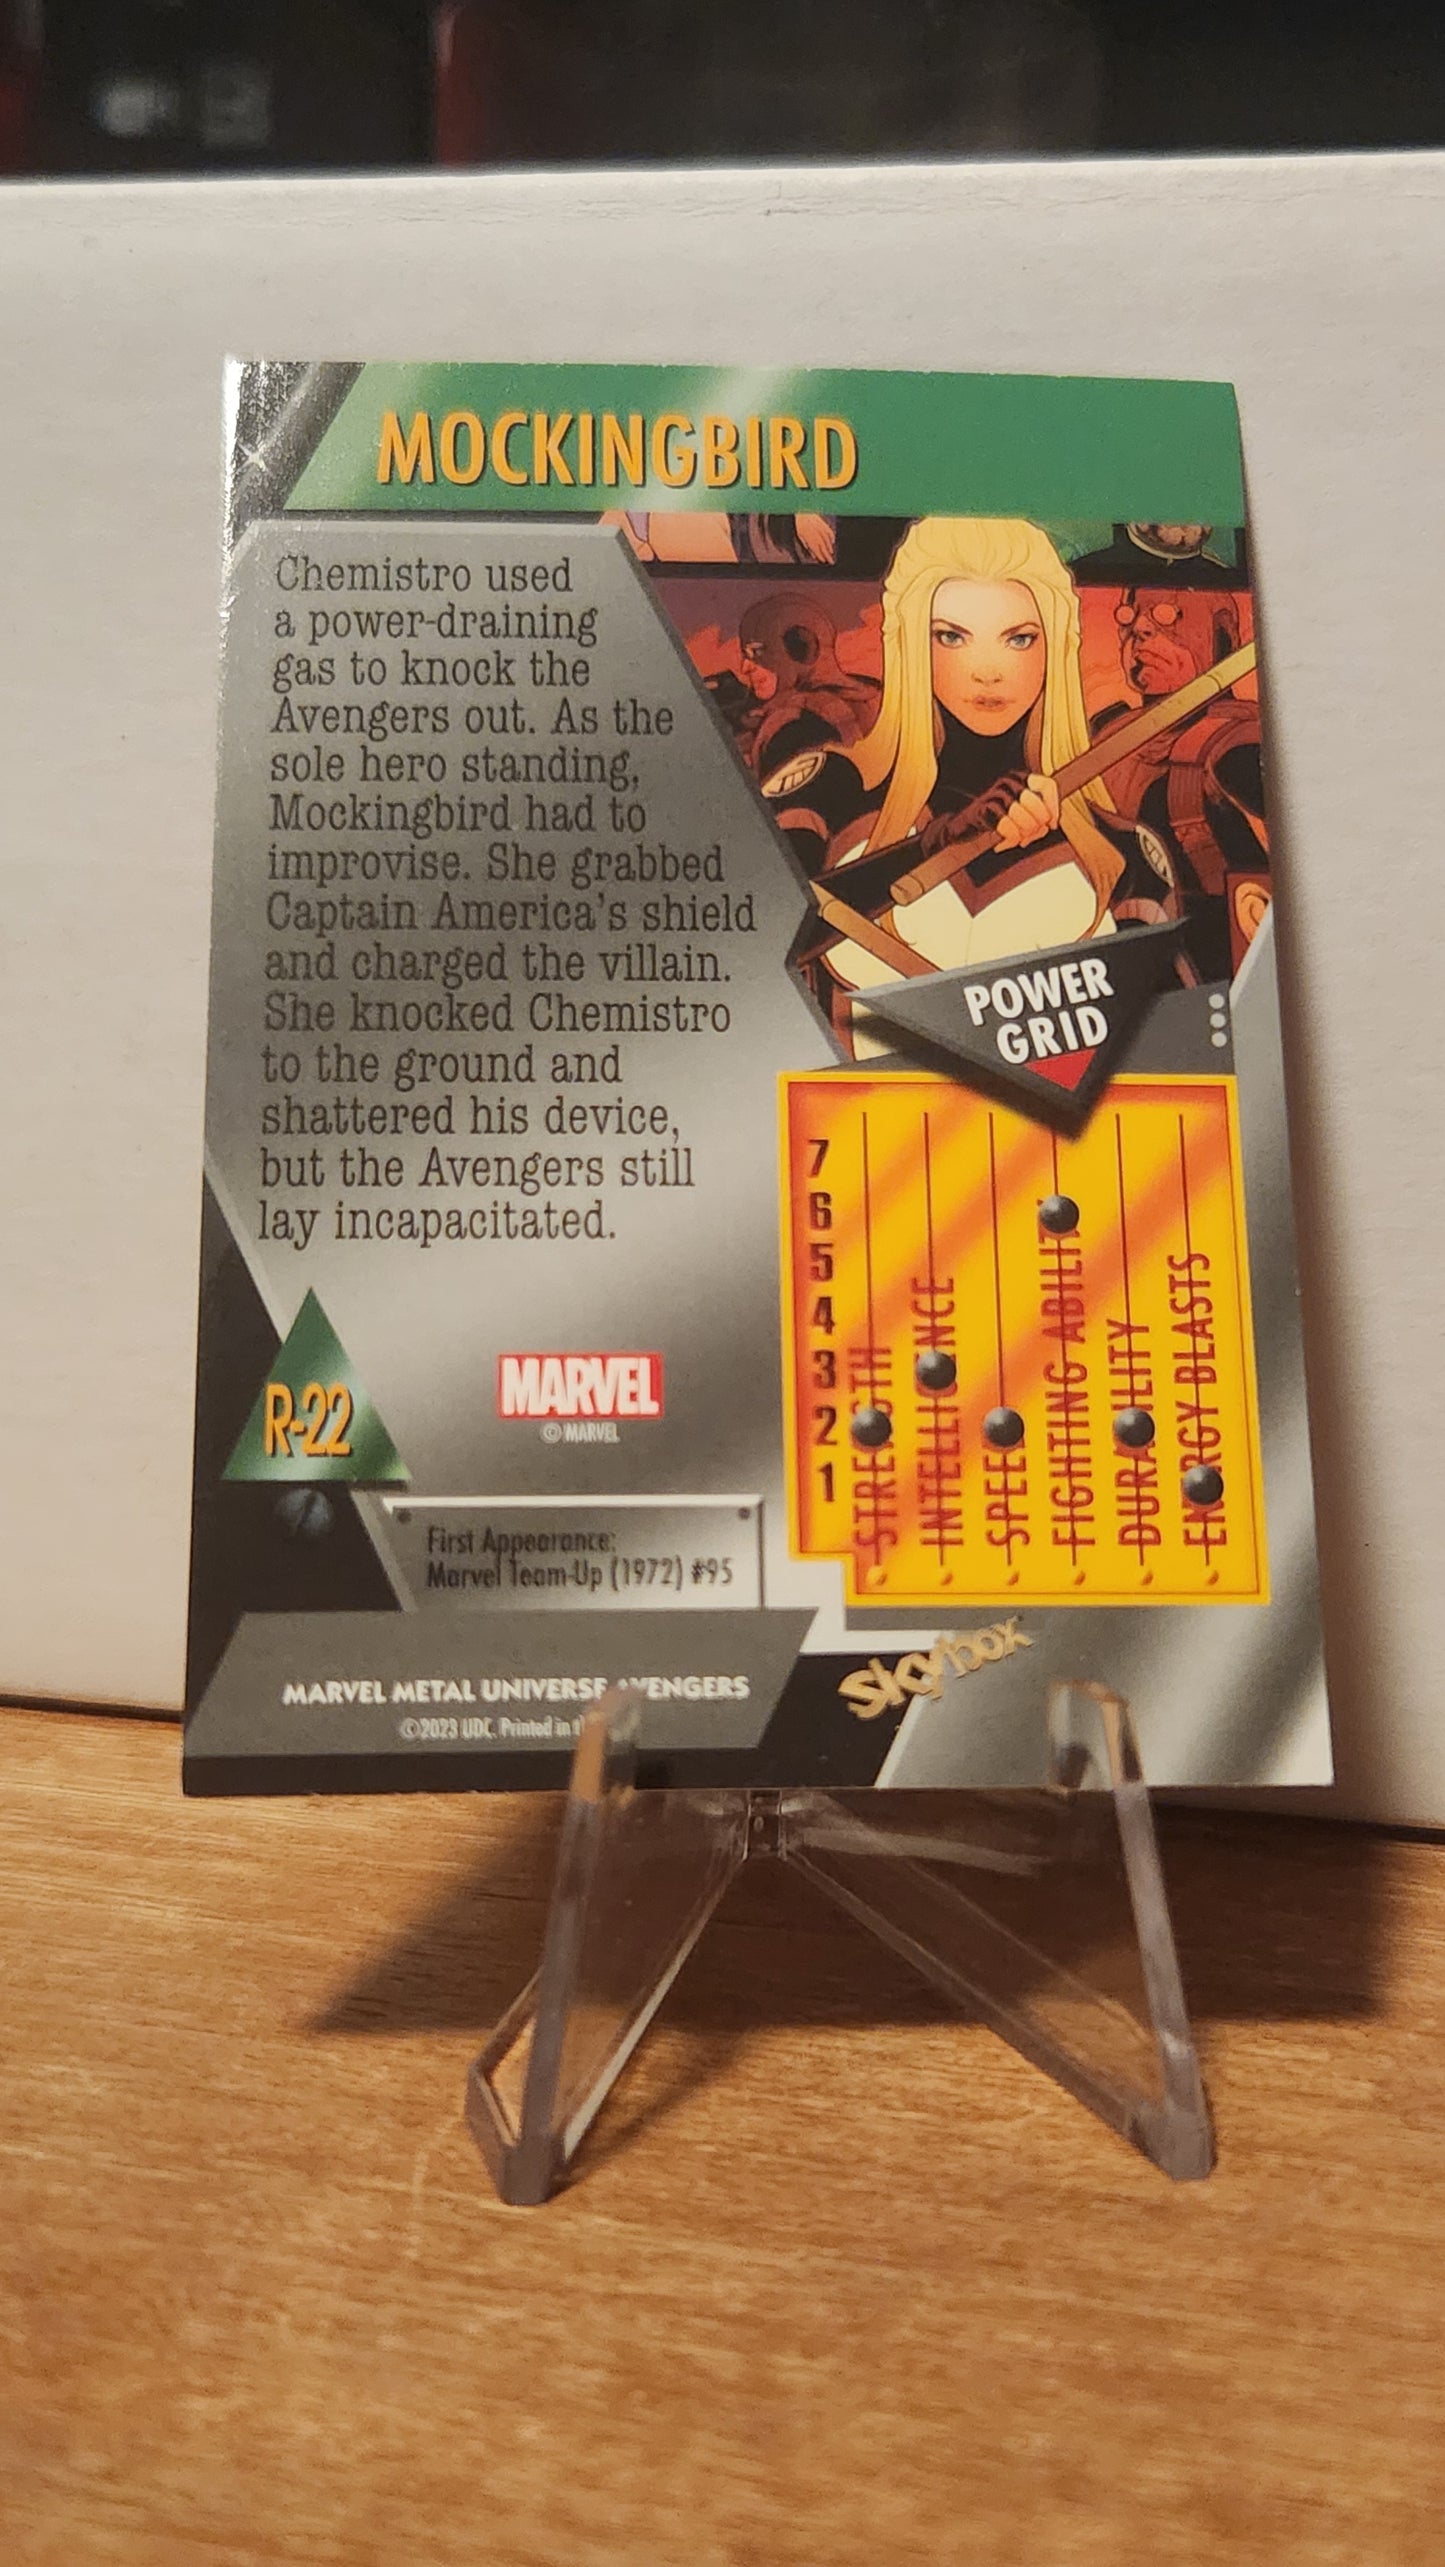 MOCKINGBIRD
Chemistro used
a power-draining
gas to knock the
Avengers out. As the
sole hero standing,
Mockingbird had to
improvise. She grabbed
Captain America's shield
and charged the villain.
She knocked Chemistro
to the ground and
shattered his device,
but the Avengers still
lay incapacitated.
POWER
GRID
7
6
5
4
3
2
1
STRENGTH
INTELLIGENCE
SPEED
FIGHTING ABILITY
DURABILITY
ENERGY BLASTS
R-22
MARVEL
© MARVEL
First Appearance:
Marvel Team-Up (1972) #95
MARVEL METAL UNIVERSE AVENGERS
©2023 UDC. Printed in
skybox